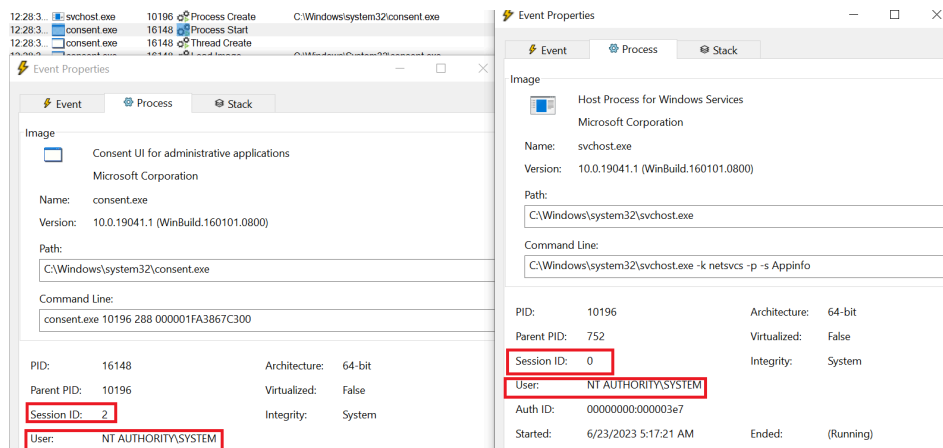 12:28:3... svchost.exe 10196 Process Create C:\Windows\system32\consent.exe
12:28:3... consent.exe 16148 Process Start
12:28:3... consent.exe 16148 Thread Create
Event Properties
Event Process Stack
Image
Consent UI for administrative applications
Microsoft Corporation
Name: consent.exe
Version: 10.0.19041.1 (WinBuild.160101.0800)
Path:
C:\Windows\system32\consent.exe
Command Line:
consent.exe 10196 288 000001FA3867C300
PID: 16148 Architecture: 64-bit
Parent PID: 10196 Virtualized: False
Session ID: 2 Integrity: System
User: NT AUTHORITY\SYSTEM
Event Properties
Event Process Stack
Image
Host Process for Windows Services
Microsoft Corporation
Name: svchost.exe
Version: 10.0.19041.1 (WinBuild.160101.0800)
Path:
C:\Windows\system32\svchost.exe
Command Line:
C:\Windows\system32\svchost.exe -k netsvcs -p -s Appinfo
PID: 10196 Architecture: 64-bit
Parent PID: 752 Virtualized: False
Session ID: 0 Integrity: System
User: NT AUTHORITY\SYSTEM
Auth ID: 00000000:000003e7
Started: 6/23/2023 5:17:21 AM Ended: (Running)